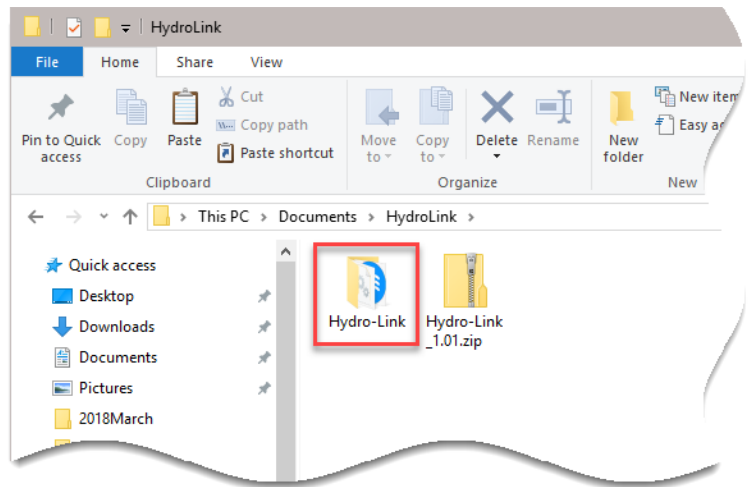 HydroLink
File Home Share View
Pin to Quick access
Copy
Paste
Cut
Copy path
Paste shortcut
Move to
Copy to
Delete
Rename
New folder
New item
Easy
Clipboard
Organize
New
This PC > Documents > HydroLink >
Quick access
Desktop
Downloads
Documents
Pictures
2018March
Hydro-Link
Hydro-Link
_1.01.zip